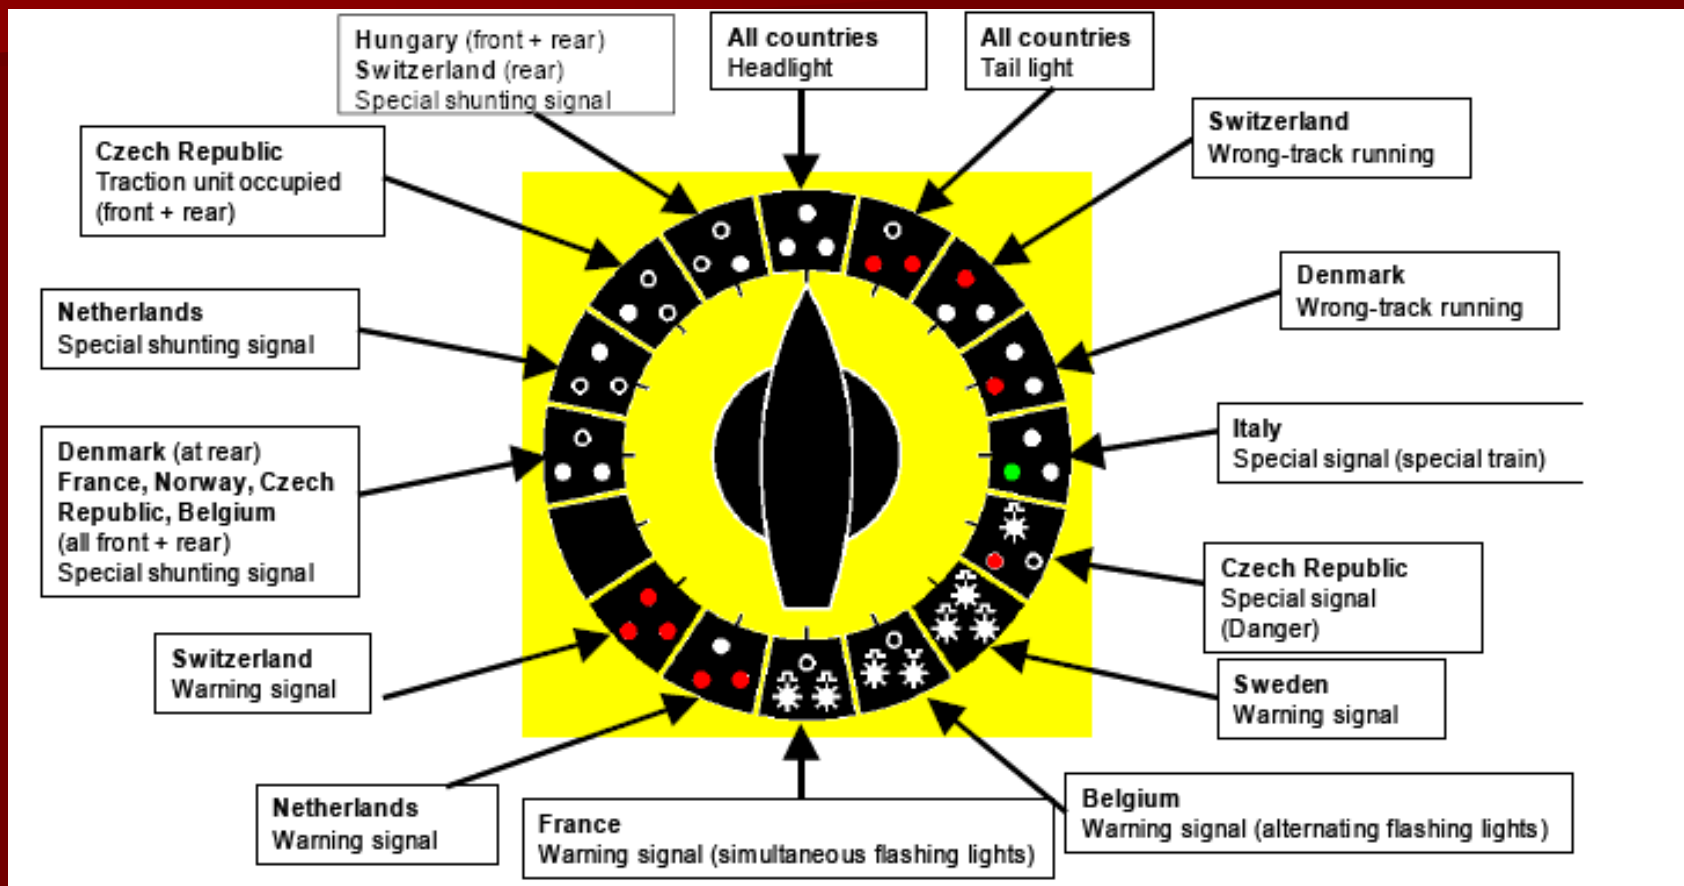 Hungary (front + rear)
Switzerland (rear)
Special shunting signal
All countries
Headlight
All countries
Tail light
Switzerland
Wrong-track running
Czech Republic
Traction unit occupied
(front + rear)
Denmark
Wrong-track running
Netherlands
Special shunting signal
Italy
Special signal (special train)
Denmark (at rear)
France, Norway, Czech
Republic, Belgium
(all front + rear)
Special shunting signal
Czech Republic
Special signal
(Danger)
Switzerland
Warning signal
Sweden
Warning signal
Netherlands
Warning signal
France
Warning signal (simultaneous flashing lights)
Belgium
Warning signal (alternating flashing lights)